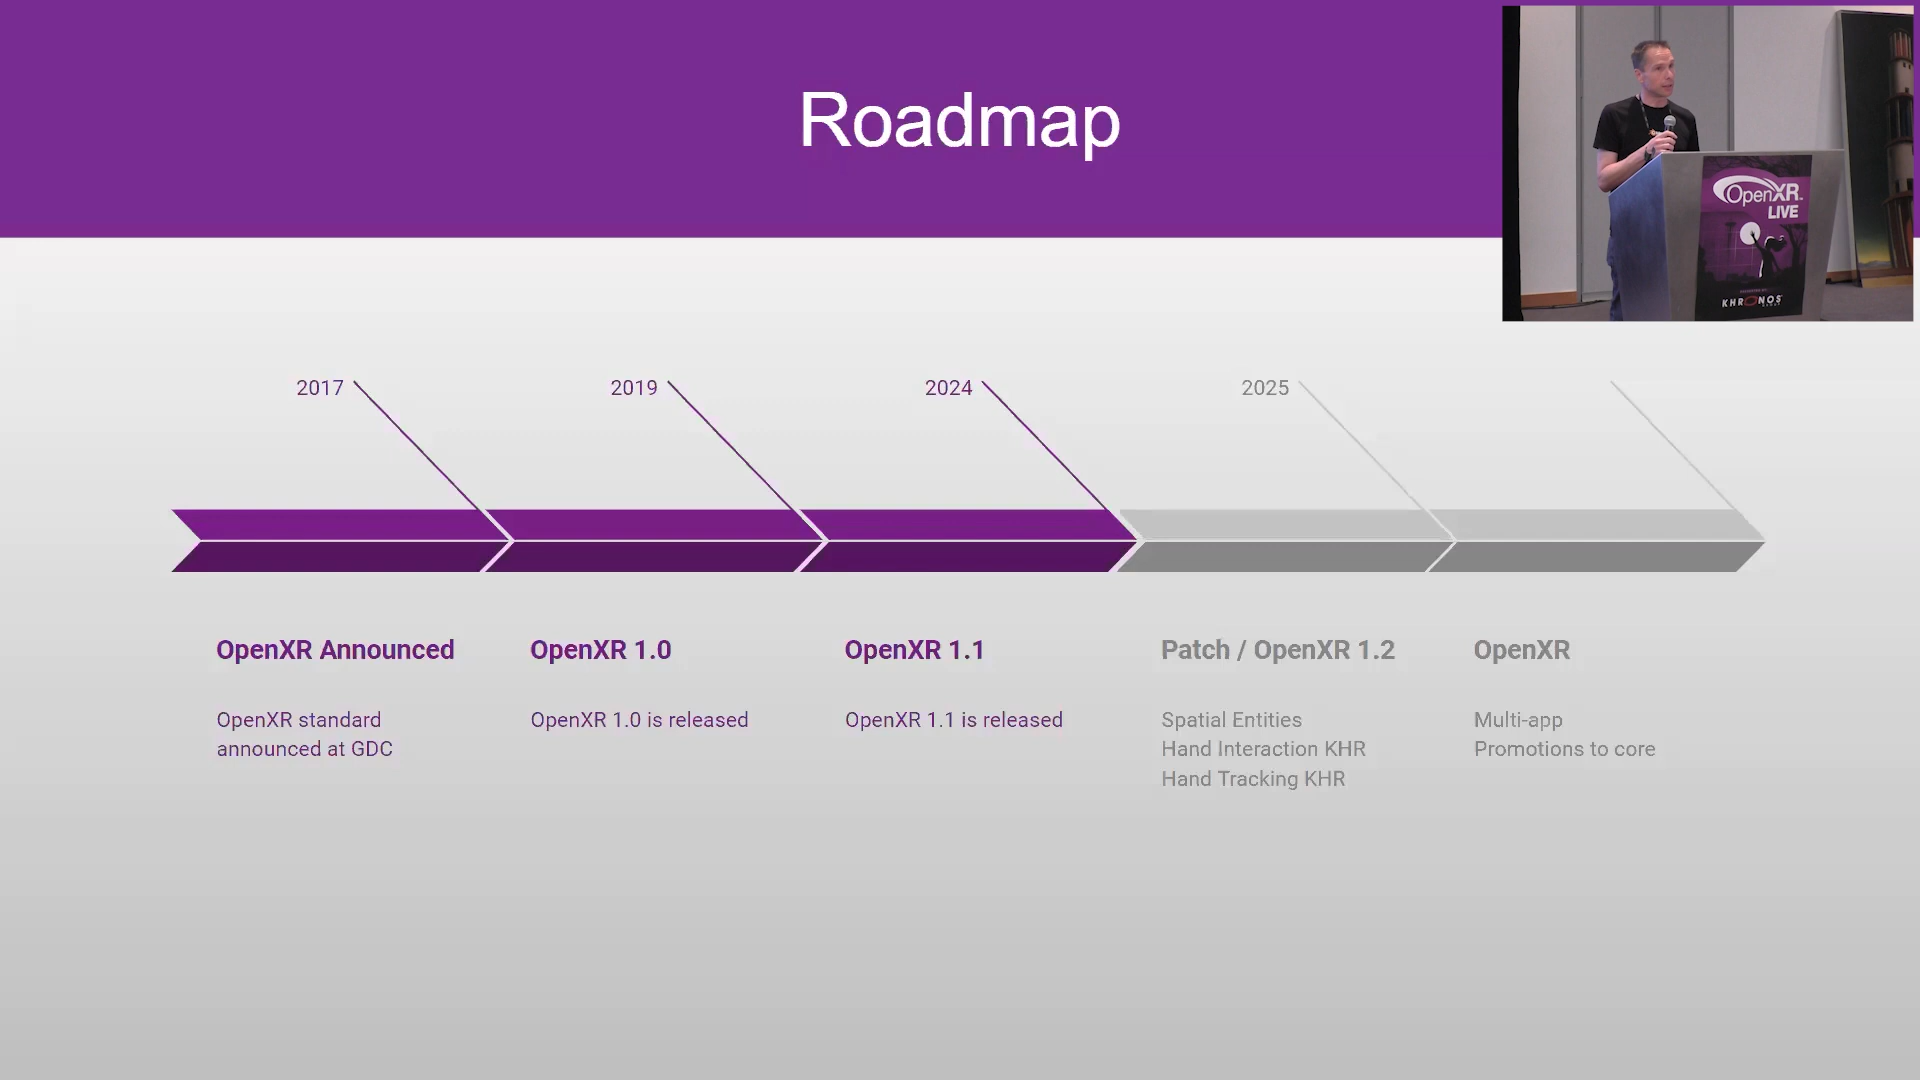 Roadmap
OpenXR
LIVE
KHRONOS
2017
2019
2024
2025
OpenXR Announced
OpenXR standard
announced at GDC
OpenXR 1.0
OpenXR 1.0 is released
OpenXR 1.1
OpenXR 1.1 is released
Patch / OpenXR 1.2
Spatial Entities
Hand Interaction KHR
Hand Tracking KHR
OpenXR
Multi-app
Promotions to core